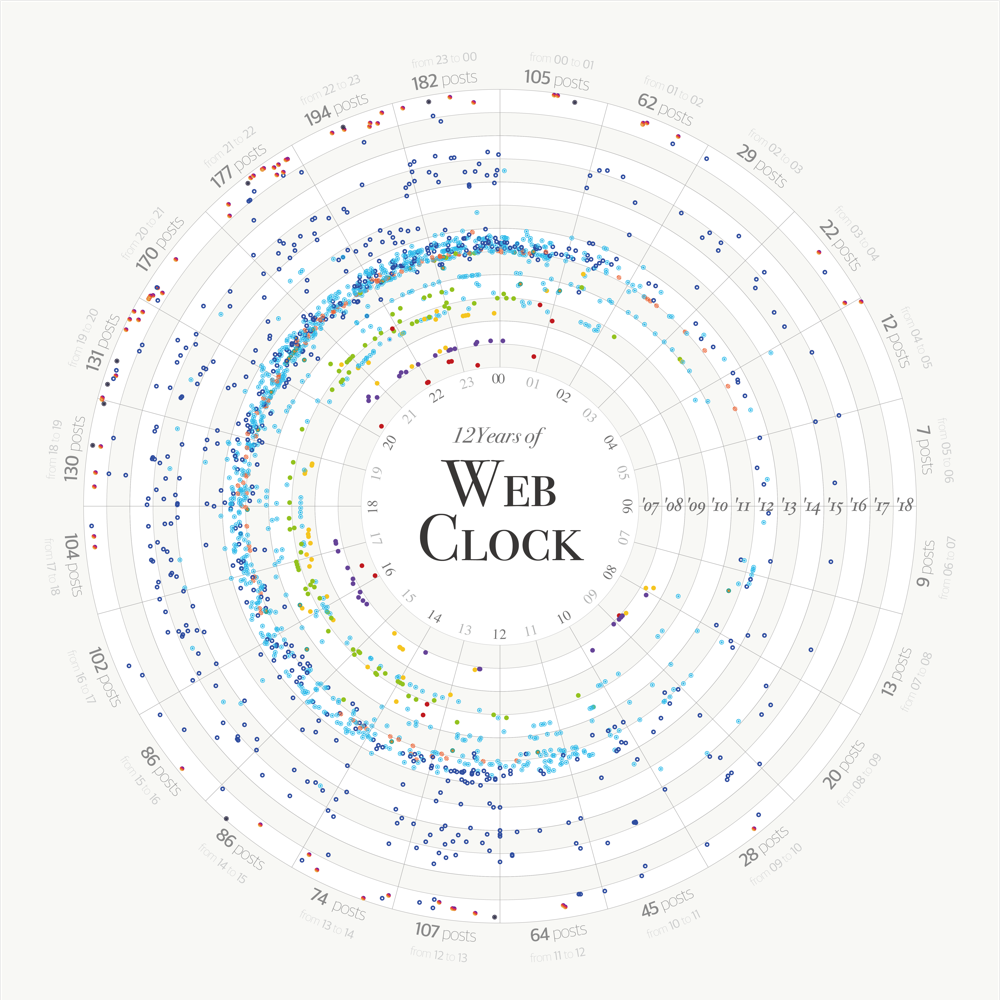 12Years of
WEB
CLOCK
from 00 to 01
105 posts
from 01 to 02
62 posts
from 02 to 03
29 posts
from 03 to 04
22 posts
from 04 to 05
12 posts
from 05 to 06
7 posts
from 06 to 07
9 posts
from 07 to 08
13 posts
from 08 to 09
20 posts
from 09 to 10
28 posts
from 10 to 11
45 posts
from 11 to 12
64 posts
from 12 to 13
107 posts
from 13 to 14
74 posts
from 14 to 15
86 posts
from 15 to 16
86 posts
from 16 to 17
102 posts
from 17 to 18
104 posts
from 18 to 19
130 posts
from 19 to 20
131 posts
from 20 to 21
170 posts
from 21 to 22
177 posts
from 22 to 23
194 posts
from 23 to 00
182 posts
00
01
02
03
04
05
06
07
08
09
10
11
12
13
14
15
16
17
18
19
20
21
22
23
'07 '08 '09 '10 '11 '12 '13 '14 '15 '16 '17 '18